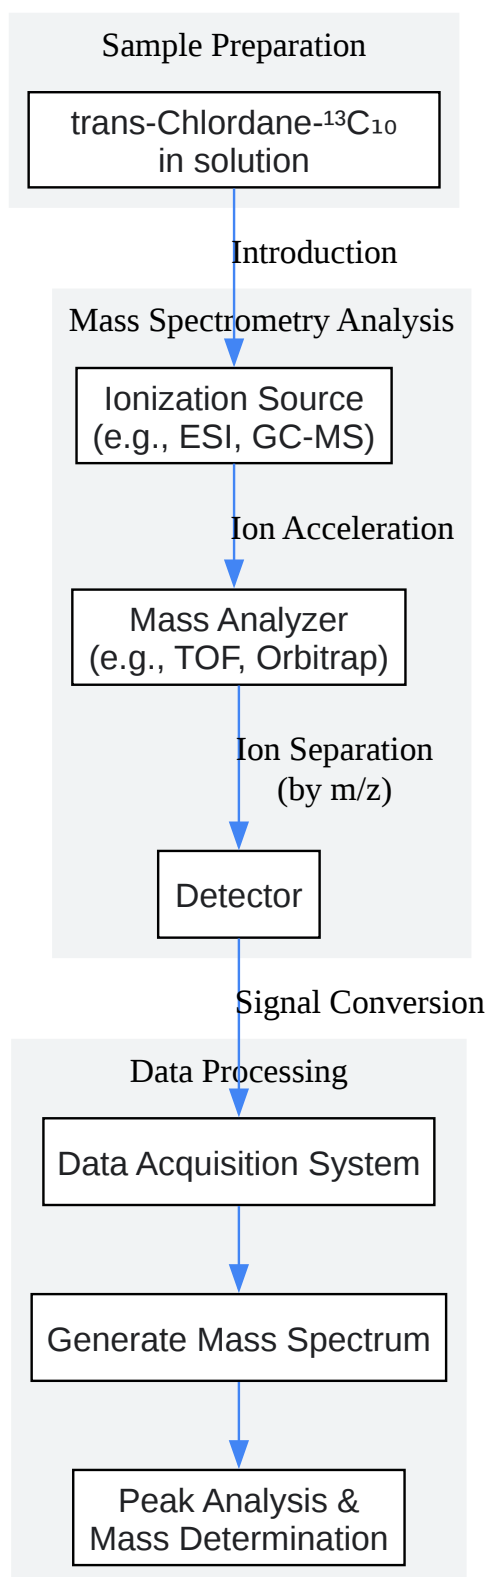 Sample Preparation
trans-Chlordane-¹³C₁₀
in solution
Introduction
Mass Spectrometry Analysis
Ionization Source
(e.g., ESI, GC-MS)
Ion Acceleration
Mass Analyzer
(e.g., TOF, Orbitrap)
Ion Separation
(by m/z)
Detector
Signal Conversion
Data Processing
Data Acquisition System
Generate Mass Spectrum
Peak Analysis &
Mass Determination